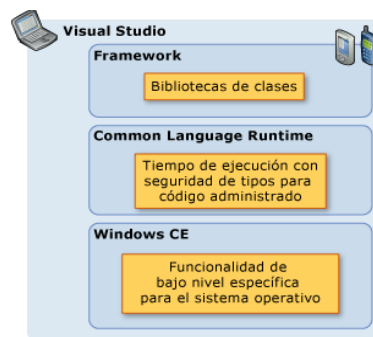 Visual Studio
Framework
Bibliotecas de clases
Common Language Runtime
Tiempo de ejecución con
seguridad de tipos para
código administrado
Windows CE
Funcionalidad de
bajo nivel específica
para el sistema operativo